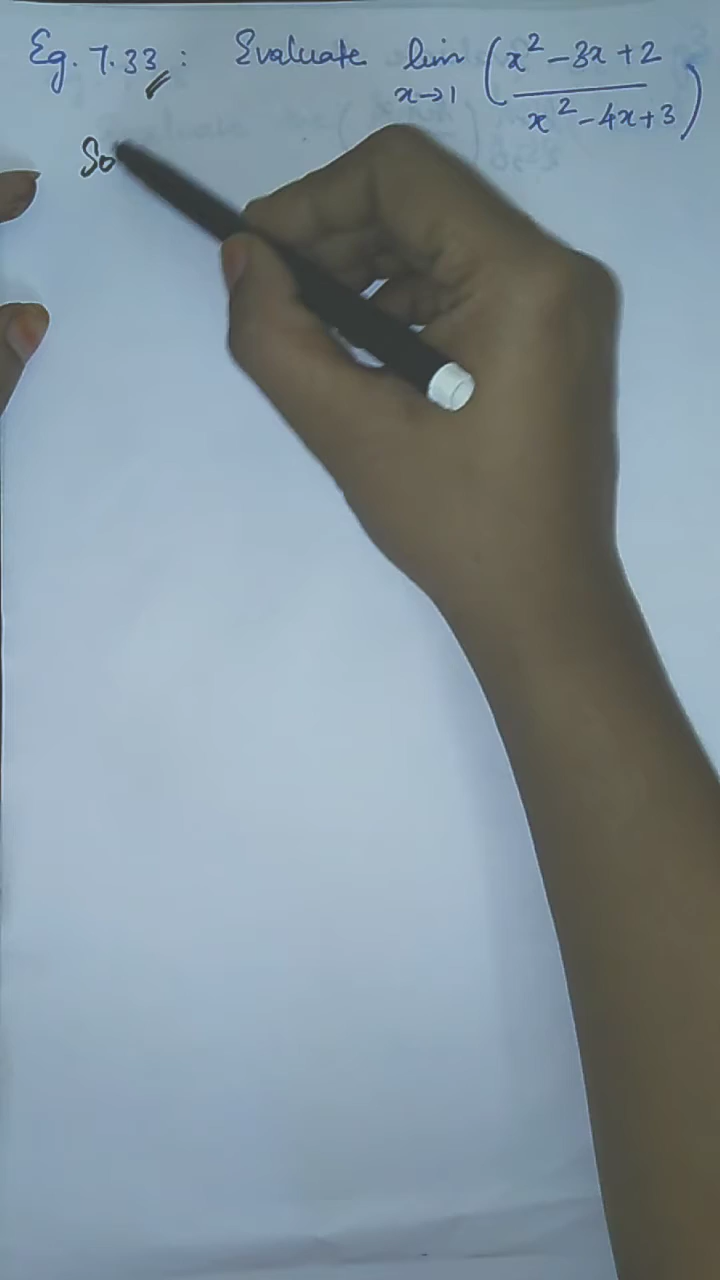 Eg. 7.33 : Evaluate lim x→1 (x² - 3x + 2 / x² - 4x + 3)
So